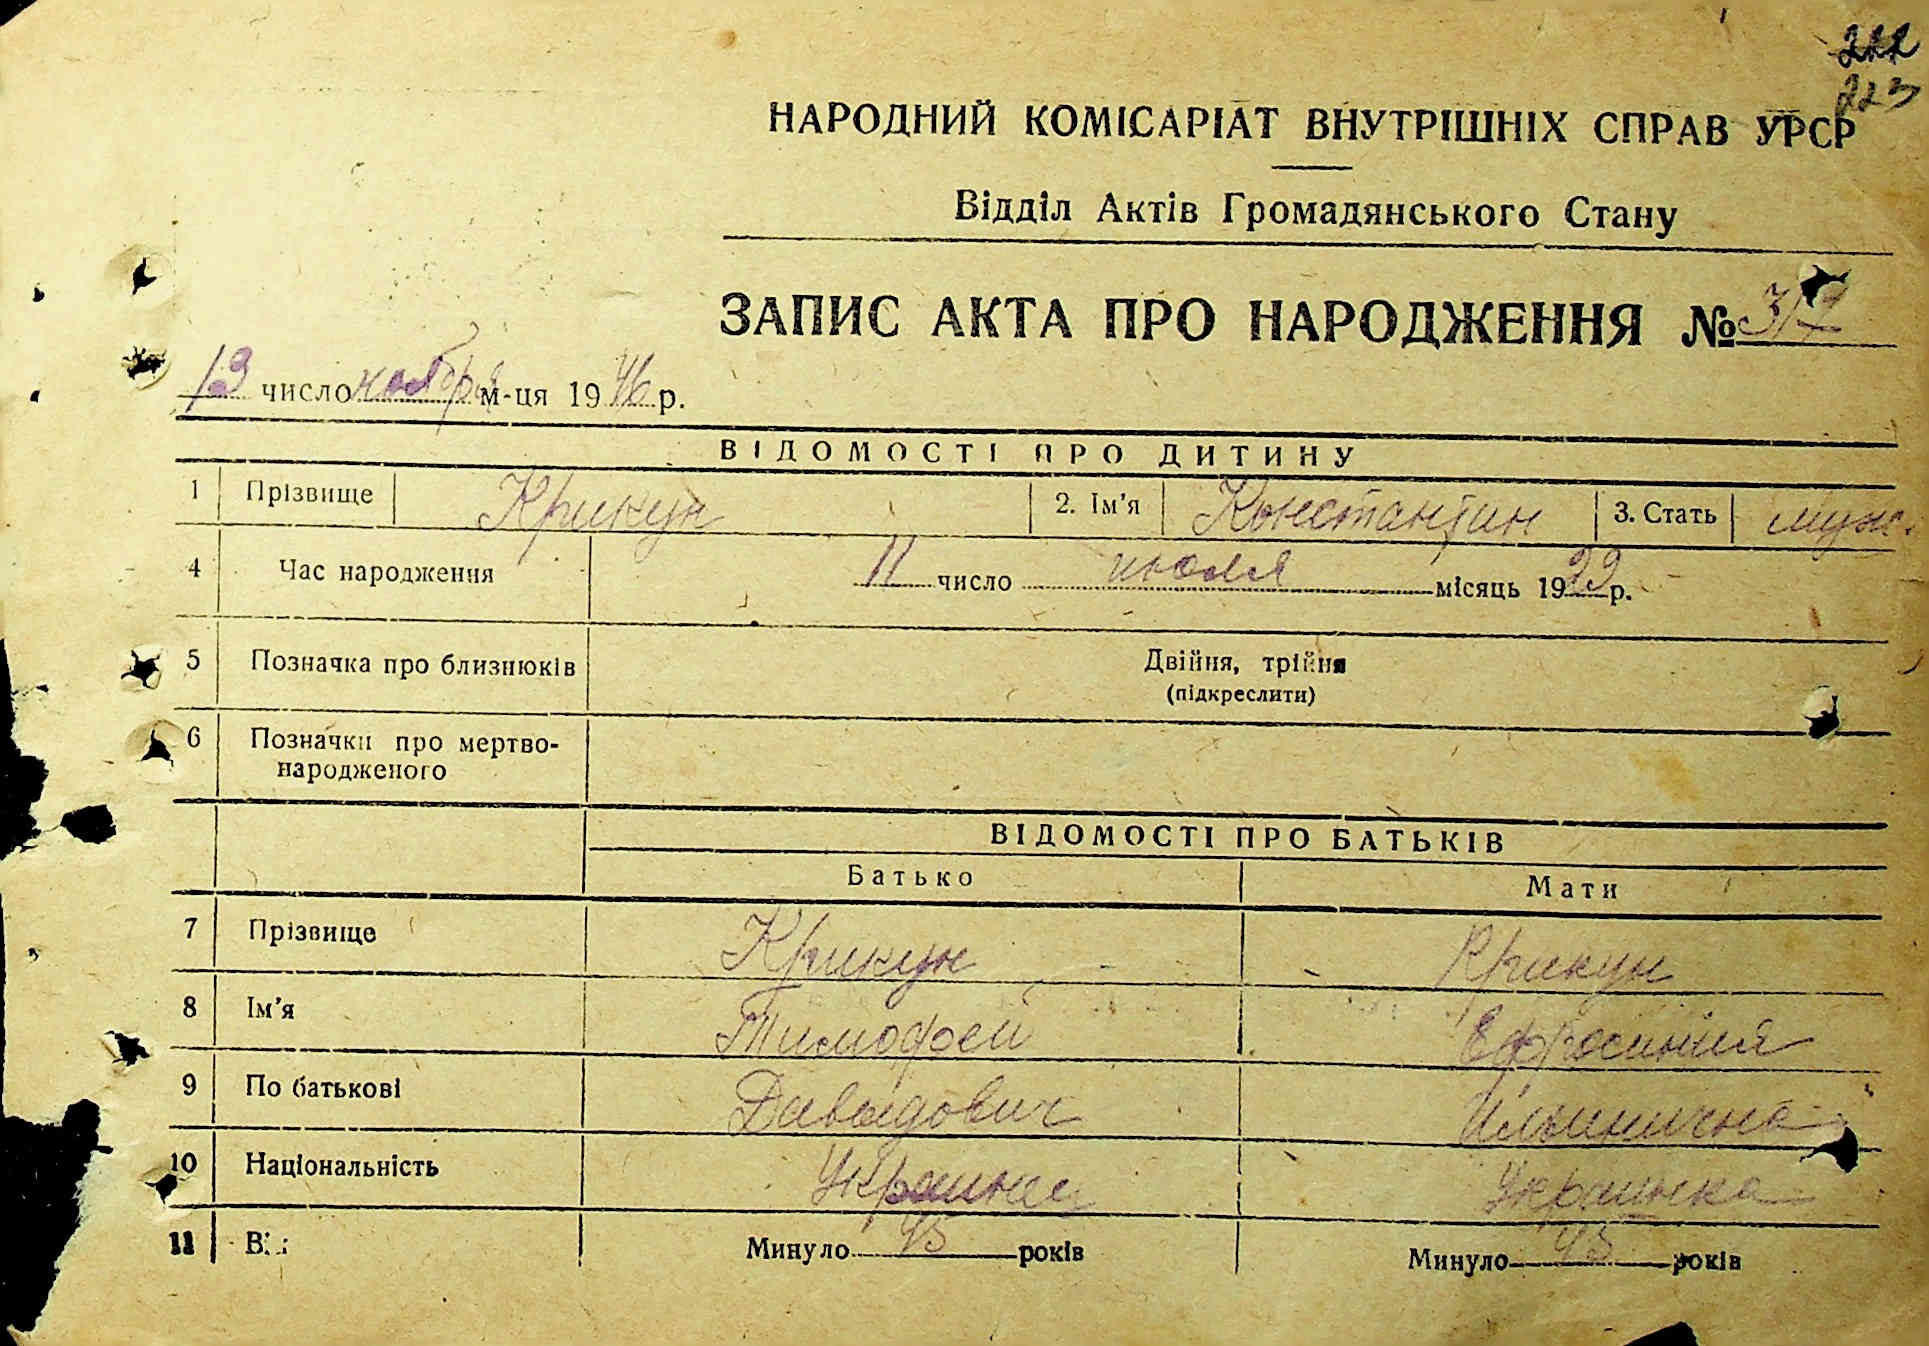 222
223
НАРОДНИЙ КОМІСАРІАТ ВНУТРІШНІХ СПРАВ УРСР
Відділ Актів Громадянського Стану
ЗАПИС АКТА ПРО НАРОДЖЕННЯ №
13 число ноября м-ця 1946 р.
ВІДОМОСТІ ПРО ДИТИНУ
1 Прізвище Крикун 2. Ім'я Константин 3. Стать муж.
4 Час народження 11 число июля місяць 19 р.
5 Позначка про близнюків Двійня, трійня
(підкреслити)
6 Позначки про мертво-
народженого
ВІДОМОСТІ ПРО БАТЬКІВ
Батько Мати
7 Прізвище Крикун Крикун
8 Ім'я Тимофей Ефросиния
9 По батькові Давыдович Ильинична
10 Національність Украинец Украинка
11 Минуло 45 років Минуло 45 років